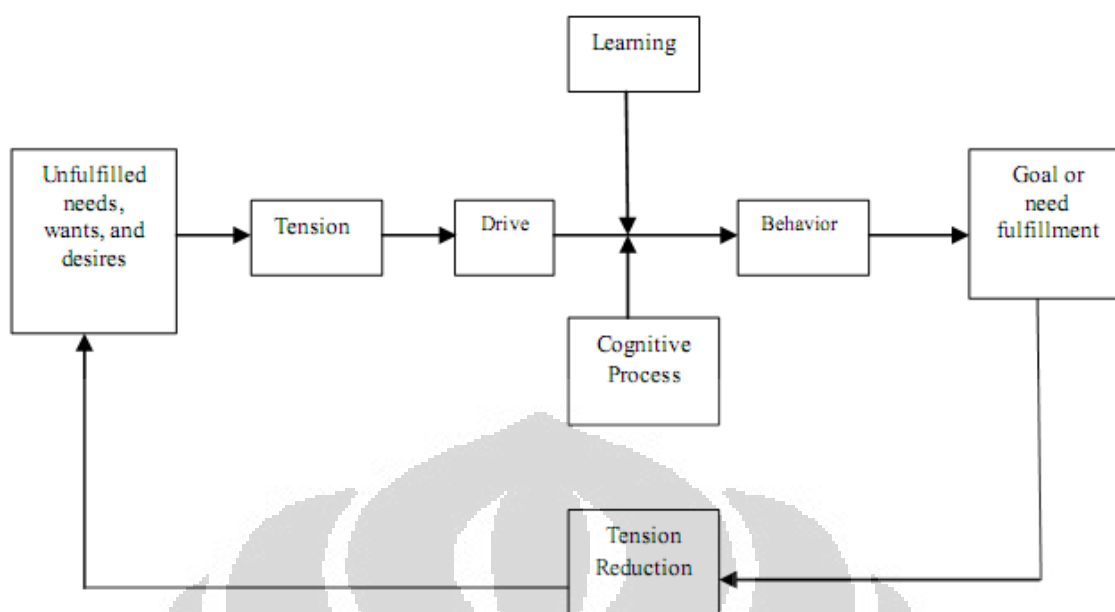 Learning
Unfulfilled
needs,
wants, and
desires
Tension
Drive
Behavior
Goal or
need
fulfillment
Cognitive
Process
Tension
Reduction